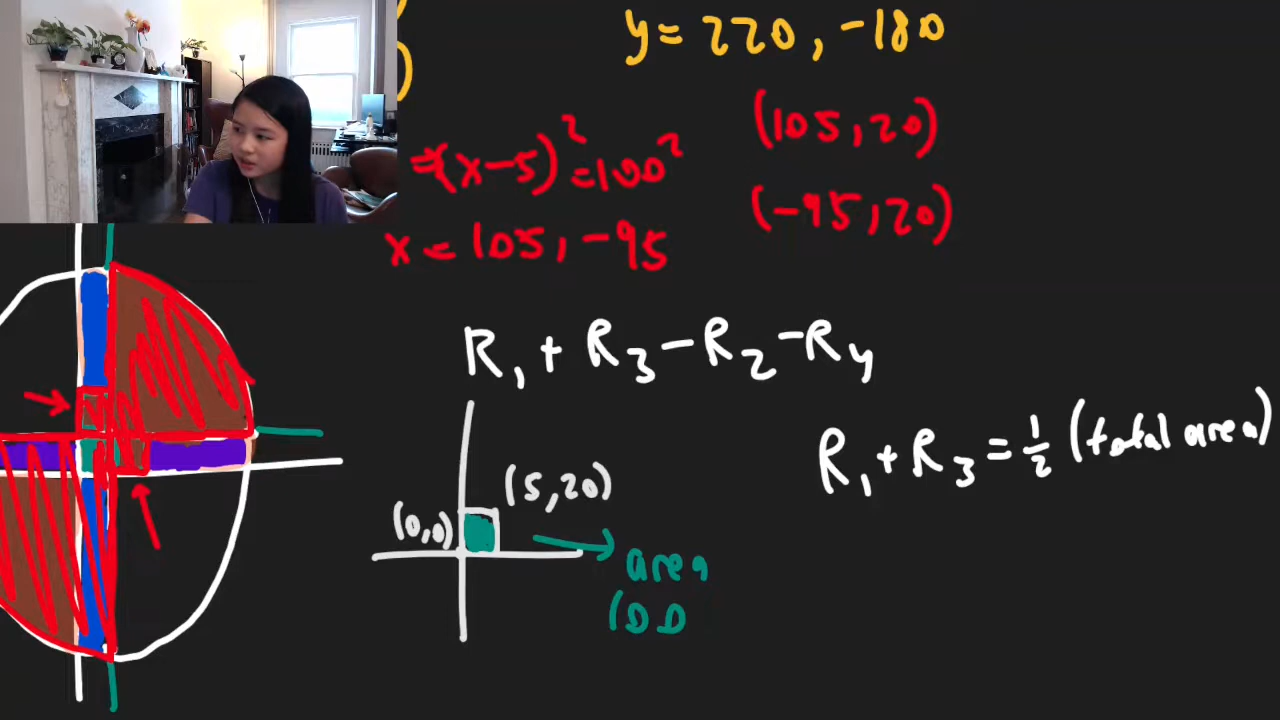 y = 220, -180
⇒(x-5)² = 100²
(105, 20)
x = 105, -95
(-95, 20)
R₁ + R₃ - R₂ - Ry
R₁ + R₃ = 1/2 (total area)
(5, 20)
(0, 0)
area
100